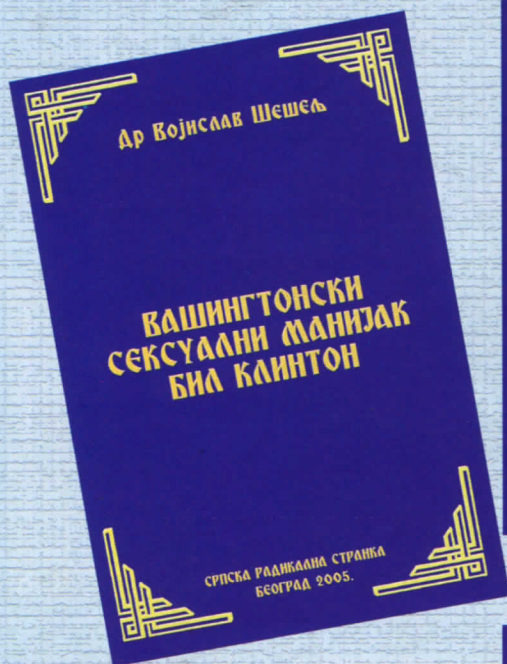 Др Војислав Шешељ
ВАШИНГТОНСКИ
СЕКСУАЛНИ МАНИЈАК
БИЛ КЛИНТОН
СРПСКА РАДИКАЛНА СТРАНКА
БЕОГРАД 2005.